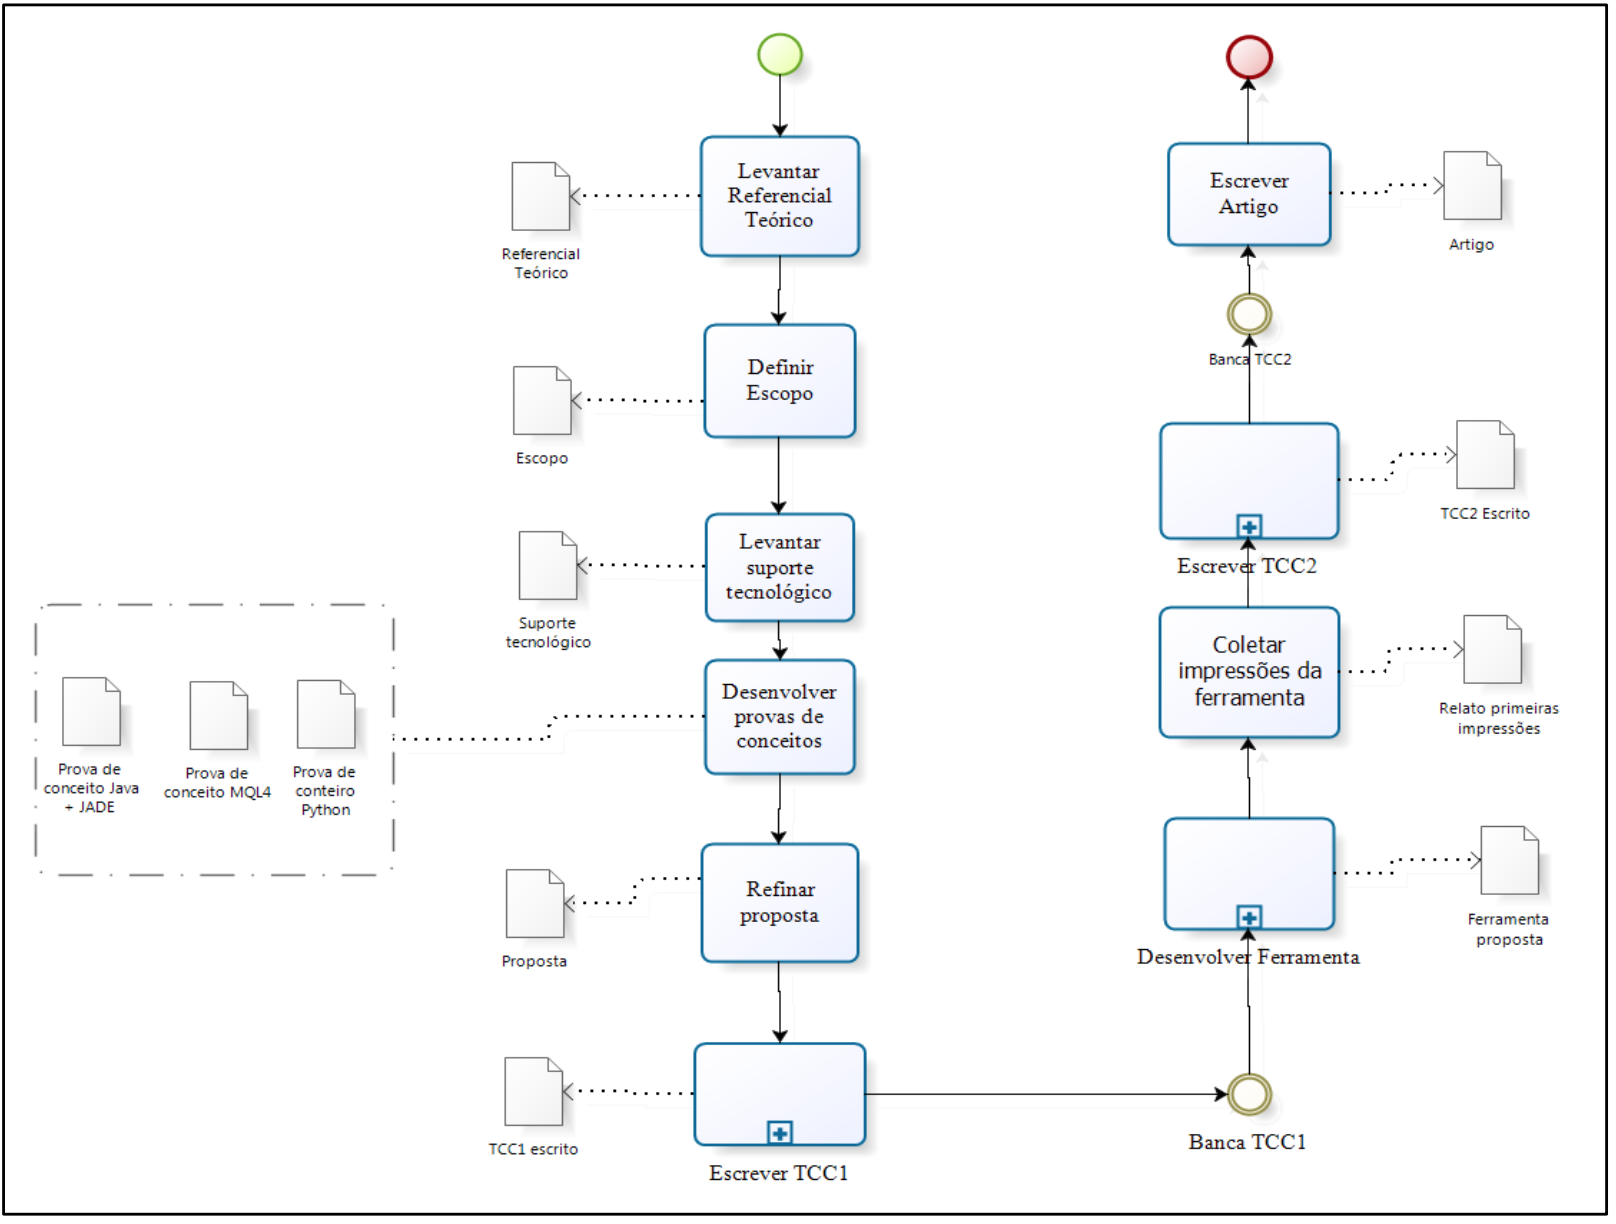 Levantar
Referencial
Teórico
Referencial
Teórico
Definir
Escopo
Escopo
Levantar
suporte
tecnológico
Suporte
tecnológico
Desenvolver
provas de
conceitos
Prova de
conceito Java
+ JADE
Prova de
conceito MQL4
Prova de
conteiro
Python
Refinar
proposta
Proposta
TCC1 escrito
Escrever TCC1
Banca TCC1
Desenvolver Ferramenta
Ferramenta
proposta
Coletar
impressões da
ferramenta
Relato primeiras
impressões
Escrever TCC2
TCC2 Escrito
Banca TCC2
Escrever
Artigo
Artigo